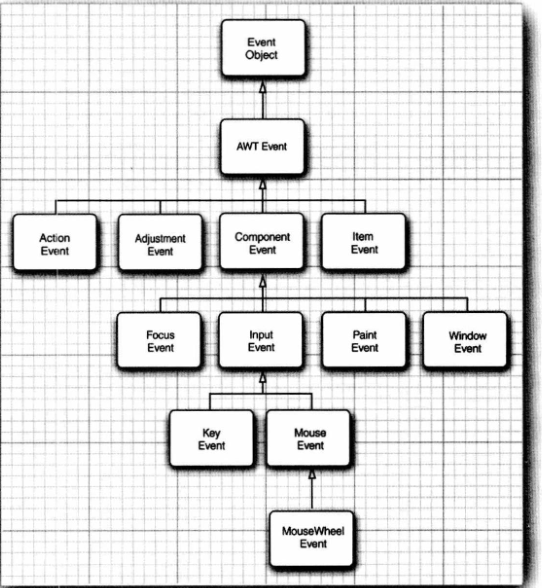 Event
Object
AWT Event
Action
Event
Adjustment
Event
Component
Event
Item
Event
Focus
Event
Input
Event
Paint
Event
Window
Event
Key
Event
Mouse
Event
MouseWheel
Event